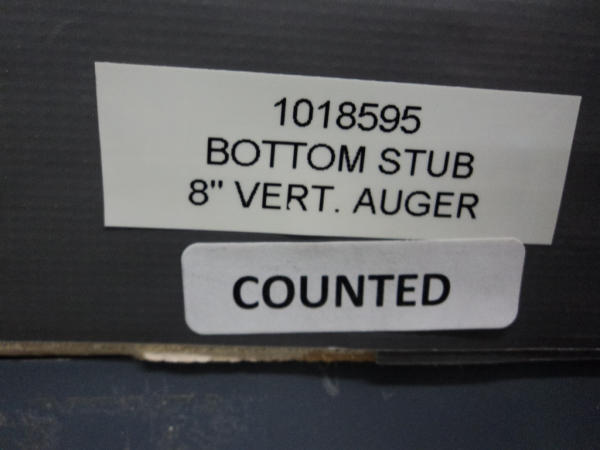 1018595
BOTTOM STUB
8" VERT. AUGER
COUNTED